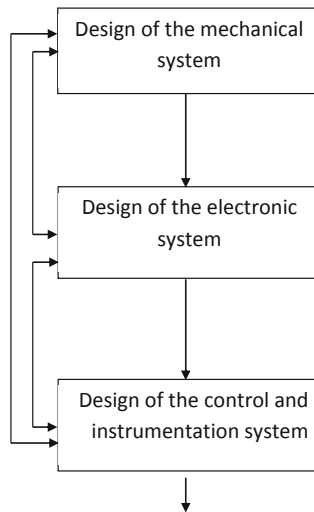 Design of the mechanical
system
Design of the electronic
system
Design of the control and
instrumentation system